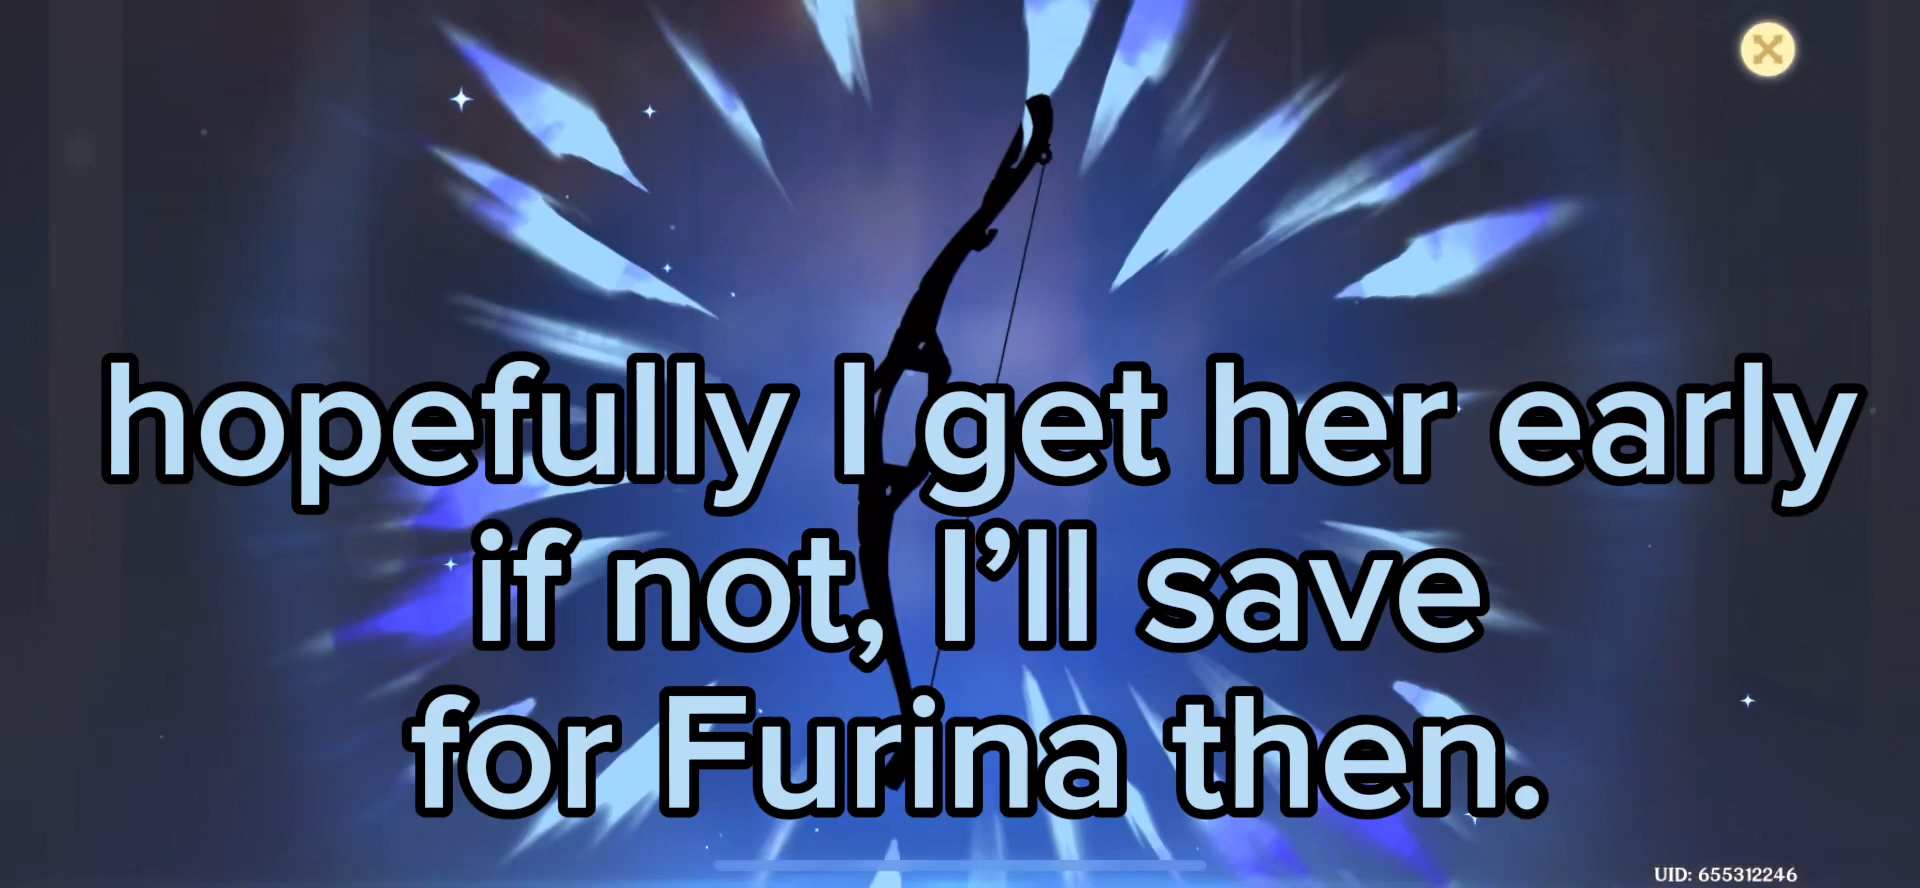 hopefully I get her early
if not, I’ll save
for Furina then.
UID: 655312246